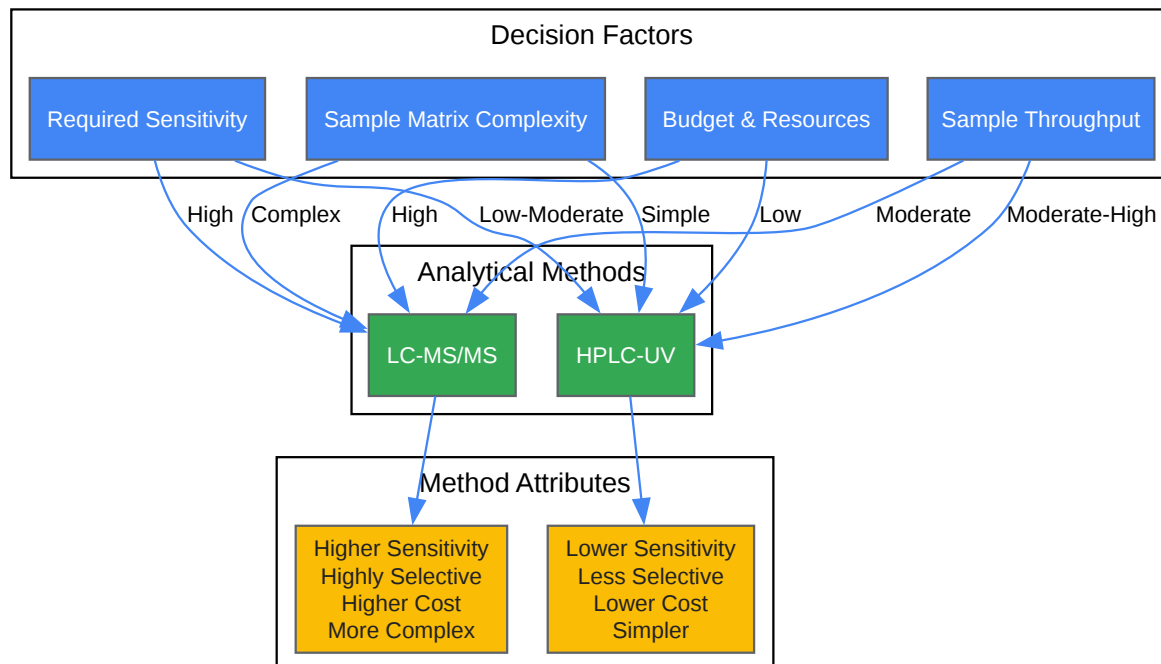 Decision Factors
Required Sensitivity
Sample Matrix Complexity
Budget & Resources
Sample Throughput
High
Complex
High
Low-Moderate
Simple
Low
Moderate
Moderate-High
Analytical Methods
LC-MS/MS
HPLC-UV
Method Attributes
Higher Sensitivity
Highly Selective
Higher Cost
More Complex
Lower Sensitivity
Less Selective
Lower Cost
Simpler